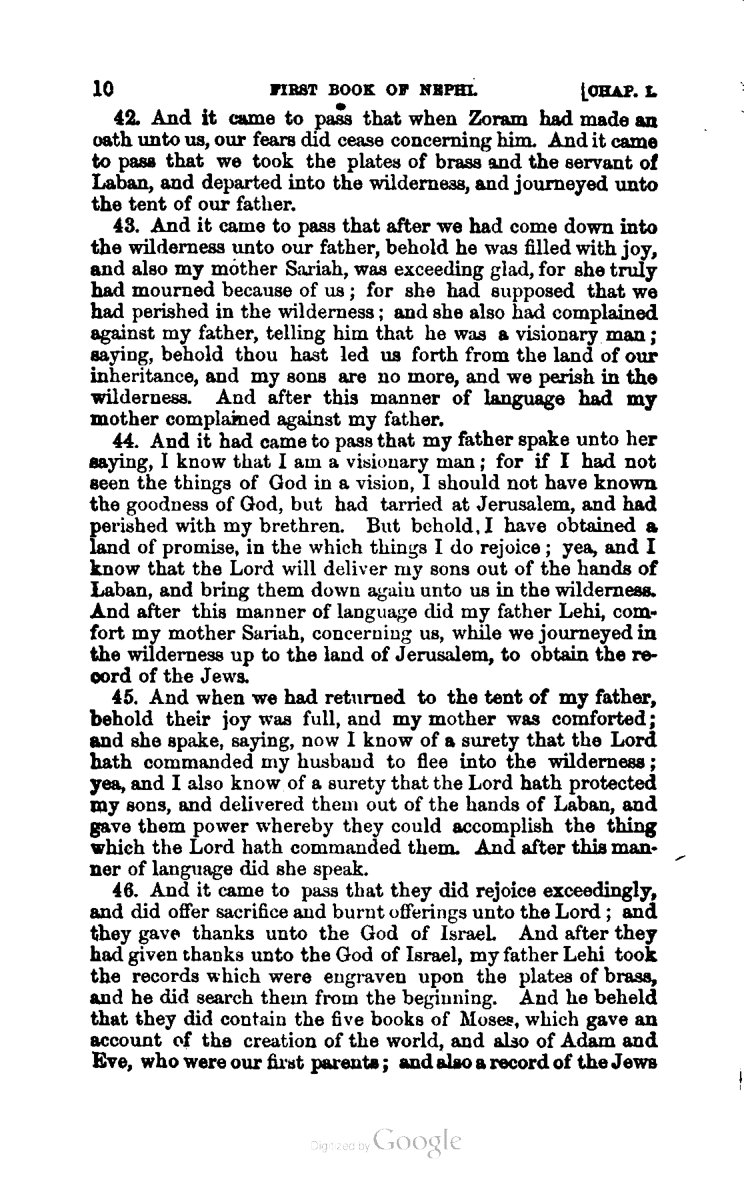 10 FIRST BOOK OF NEPHI. [CHAP. I.
42. And it came to pass that when Zoram had made an
oath unto us, our fears did cease concerning him. And it came
to pass that we took the plates of brass and the servant of
Laban, and departed into the wilderness, and journeyed unto
the tent of our father.
43. And it came to pass that after we had come down into
the wilderness unto our father, behold he was filled with joy,
and also my mother Sariah, was exceeding glad, for she truly
had mourned because of us; for she had supposed that we
had perished in the wilderness; and she also had complained
against my father, telling him that he was a visionary man;
saying, behold thou hast led us forth from the land of our
inheritance, and my sons are no more, and we perish in the
wilderness. And after this manner of language had my
mother complained against my father.
44. And it had came to pass that my father spake unto her
saying, I know that I am a visionary man; for if I had not
seen the things of God in a vision, I should not have known
the goodness of God, but had tarried at Jerusalem, and had
perished with my brethren. But behold, I have obtained a
land of promise, in the which things I do rejoice; yea, and I
know that the Lord will deliver my sons out of the hands of
Laban, and bring them down again unto us in the wilderness.
And after this manner of language did my father Lehi, com-
fort my mother Sariah, concerning us, while we journeyed in
the wilderness up to the land of Jerusalem, to obtain the re-
cord of the Jews.
45. And when we had returned to the tent of my father,
behold their joy was full, and my mother was comforted;
and she spake, saying, now I know of a surety that the Lord
hath commanded my husband to flee into the wilderness;
yea, and I also know of a surety that the Lord hath protected
my sons, and delivered them out of the hands of Laban, and
gave them power whereby they could accomplish the thing
which the Lord hath commanded them. And after this man-
ner of language did she speak.
46. And it came to pass that they did rejoice exceedingly,
and did offer sacrifice and burnt offerings unto the Lord; and
they gave thanks unto the God of Israel. And after they
had given thanks unto the God of Israel, my father Lehi took
the records which were engraven upon the plates of brass,
and he did search them from the beginning. And he beheld
that they did contain the five books of Moses, which gave an
account of the creation of the world, and also of Adam and
Eve, who were our first parents; and also a record of the Jews
Digitized by Google